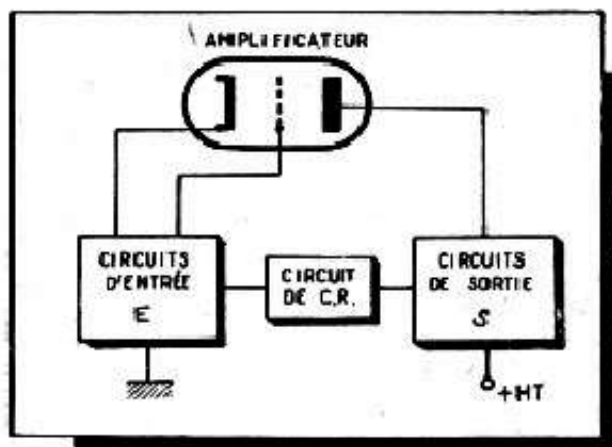 AMPLIFICATEUR
CIRCUITS
D'ENTRÉE
E
CIRCUIT
DE C.R.
CIRCUITS
DE SORTIE
S
+HT